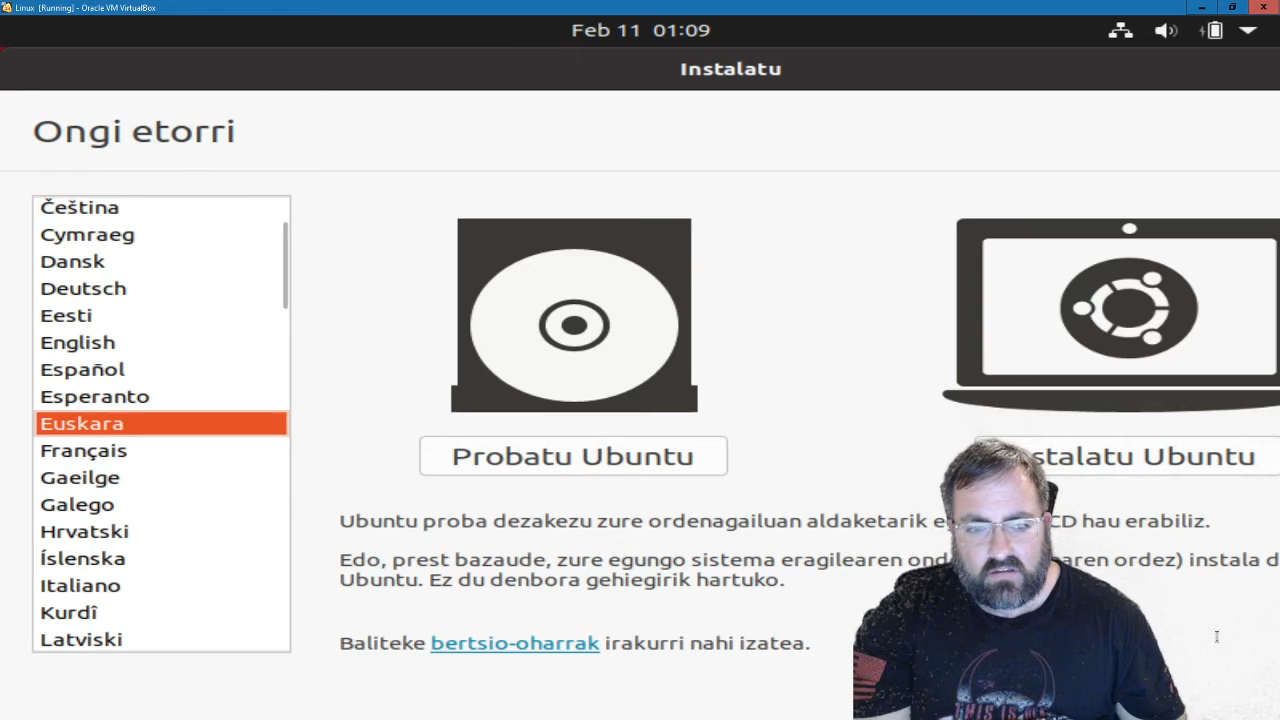 Linux [Running] - Oracle VM VirtualBox
Feb 11 01:09
Instalatu
Ongi etorri
Čeština
Cymraeg
Dansk
Deutsch
Eesti
English
Español
Esperanto
Euskara
Français
Gaeilge
Galego
Hrvatski
Íslenska
Italiano
Kurdî
Latviski
Probatu Ubuntu
Ubuntu
Ubuntu proba dezakezu zure ordenagailuan aldaketarik CD hau erabiliz.
Edo, prest bazaude, zure egungo sistema eragilearen ordez) instala
Ubuntu. Ez du denbora gehiegirik hartuko.
Baliteke bertsio-oharrak irakurri nahi izatea.
THIS IS